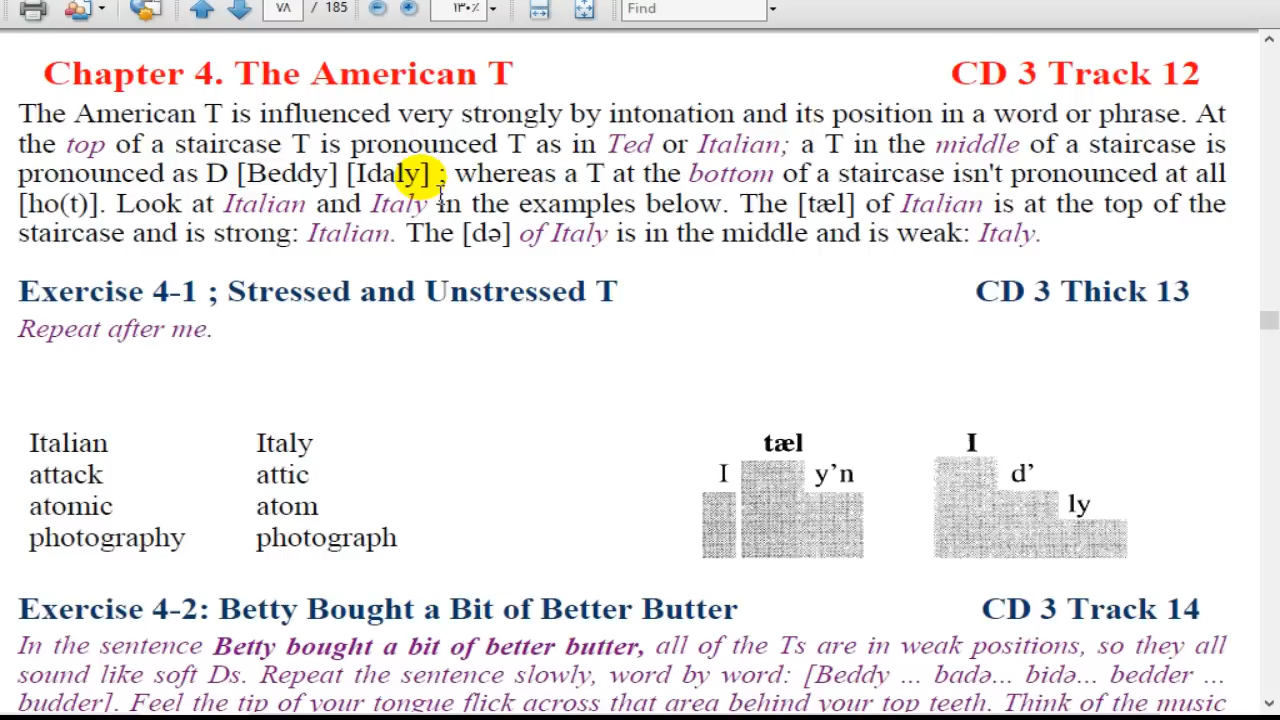 ٧٨ / 185 ١٣٠٪ Find
Chapter 4. The American T CD 3 Track 12
The American T is influenced very strongly by intonation and its position in a word or phrase. At
the top of a staircase T is pronounced T as in Ted or Italian; a T in the middle of a staircase is
pronounced as D [Beddy] [Idaly] ; whereas a T at the bottom of a staircase isn't pronounced at all
[ho(t)]. Look at Italian and Italy in the examples below. The [tæl] of Italian is at the top of the
staircase and is strong: Italian. The [də] of Italy is in the middle and is weak: Italy.
Exercise 4-1 ; Stressed and Unstressed T CD 3 Thick 13
Repeat after me.
Italian Italy
attack attic
atomic atom
photography photograph
tæl
I y’n
I
d’
ly
Exercise 4-2: Betty Bought a Bit of Better Butter CD 3 Track 14
In the sentence Betty bought a bit of better butter, all of the Ts are in weak positions, so they all
sound like soft Ds. Repeat the sentence slowly, word by word: [Beddy ... badə... bidə... bedder ...
budder]. Feel the tip of your tongue flick across that area behind your top teeth. Think of the music